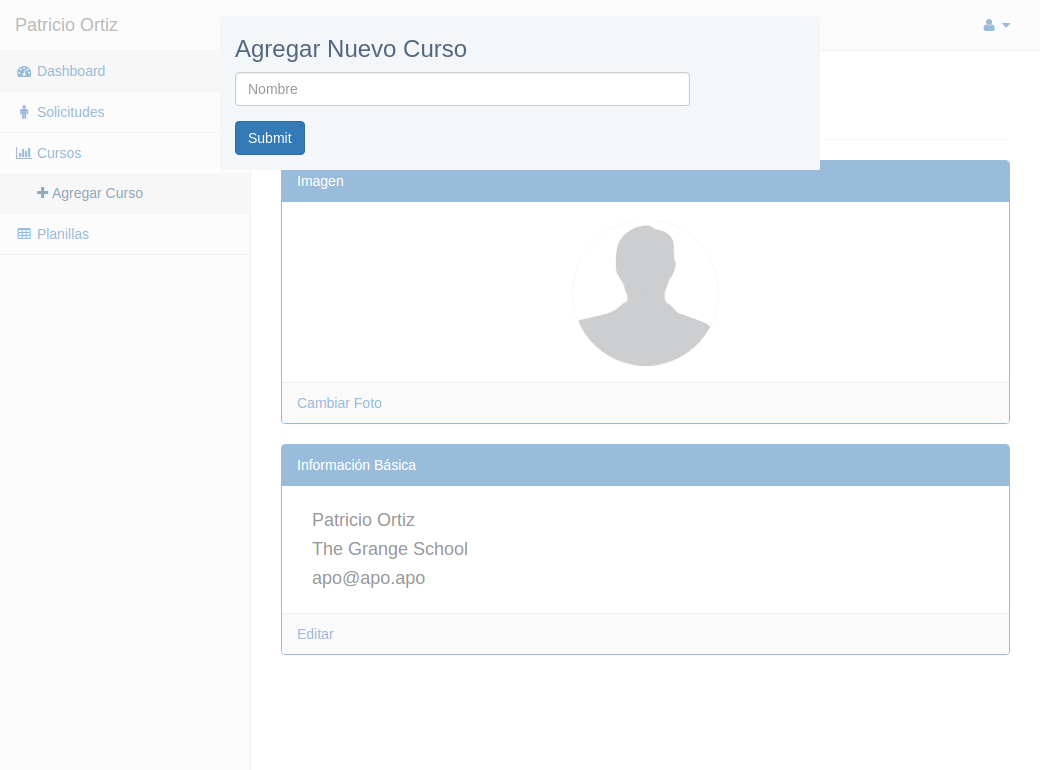 Patricio Ortiz
Agregar Nuevo Curso
Nombre
Submit
Dashboard
Solicitudes
Cursos
Agregar Curso
Planillas
Imagen
Cambiar Foto
Información Básica
Patricio Ortiz
The Grange School
apo@apo.apo
Editar